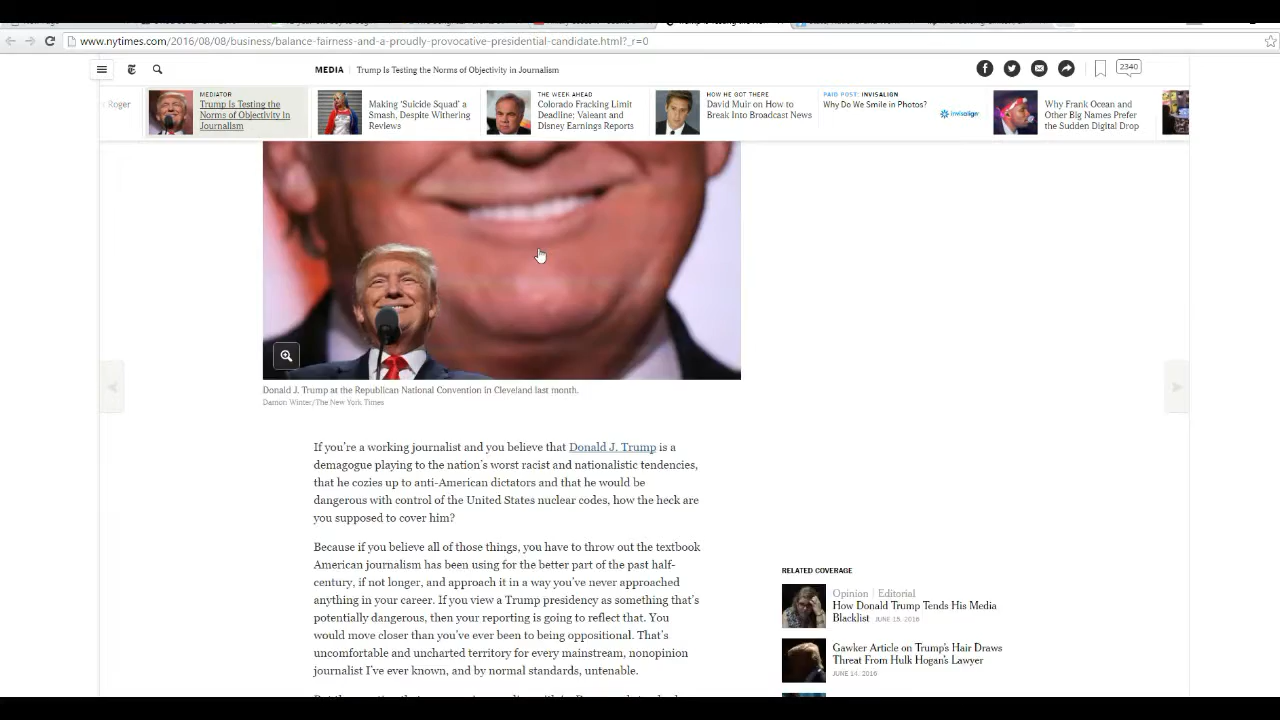 www.nytimes.com/2016/08/08/business/balance-fairness-and-a-proudly-provocative-presidential-candidate.html?_r=0
MEDIA | Trump Is Testing the Norms of Objectivity in Journalism
2340
Roger
MEDIATOR
Trump Is Testing the
Norms of Objectivity in
Journalism
Making ‘Suicide Squad’ a
Smash, Despite Withering
Reviews
THE WEEK AHEAD
Colorado Fracking Limit
Deadline; Valeant and
Disney Earnings Reports
HOW HE GOT THERE
David Muir on How to
Break Into Broadcast News
PAID POST: INVISALIGN
Why Do We Smile in Photos?
invisalign
Why Frank Ocean and
Other Big Names Prefer
the Sudden Digital Drop
Donald J. Trump at the Republican National Convention in Cleveland last month.
Damon Winter/The New York Times
If you’re a working journalist and you believe that Donald J. Trump is a
demagogue playing to the nation’s worst racist and nationalistic tendencies,
that he cozies up to anti-American dictators and that he would be
dangerous with control of the United States nuclear codes, how the heck are
you supposed to cover him?
Because if you believe all of those things, you have to throw out the textbook
American journalism has been using for the better part of the past half-
century, if not longer, and approach it in a way you’ve never approached
anything in your career. If you view a Trump presidency as something that’s
potentially dangerous, then your reporting is going to reflect that. You
would move closer than you’ve ever been to being oppositional. That’s
uncomfortable and uncharted territory for every mainstream, nonopinion
journalist I’ve ever known, and by normal standards, untenable.
RELATED COVERAGE
Opinion | Editorial
How Donald Trump Tends His Media
Blacklist JUNE 15, 2016
Gawker Article on Trump’s Hair Draws
Threat From Hulk Hogan’s Lawyer
JUNE 14, 2016